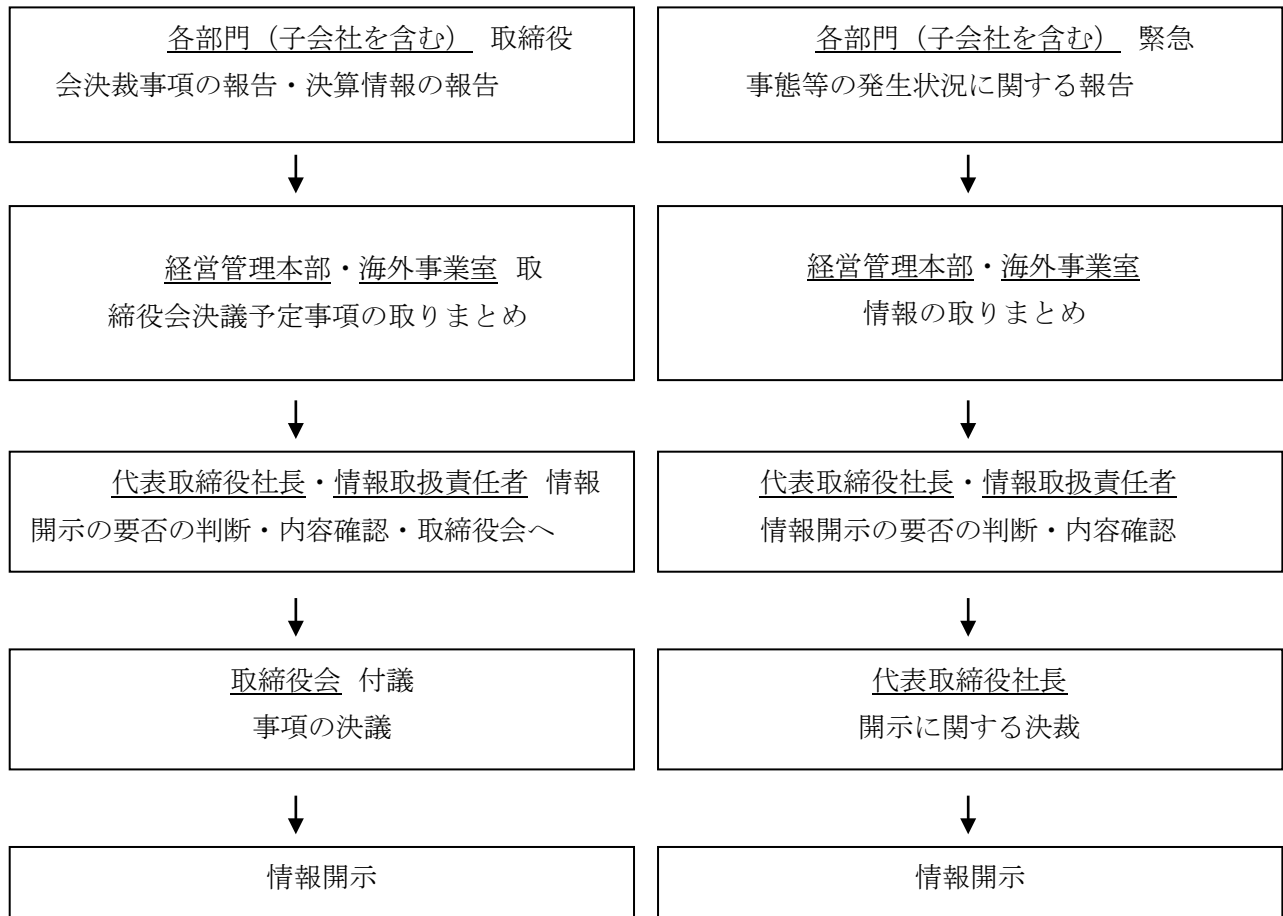 各部門（子会社を含む） 取締役
会決裁事項の報告・決算情報の報告
各部門（子会社を含む） 緊急
事態等の発生状況に関する報告
経営管理本部・海外事業室 取
締役会決議予定事項の取りまとめ
経営管理本部・海外事業室
情報の取りまとめ
代表取締役社長・情報取扱責任者 情報
開示の要否の判断・内容確認・取締役会へ
代表取締役社長・情報取扱責任者
情報開示の要否の判断・内容確認
取締役会 付議
事項の決議
代表取締役社長
開示に関する決裁
情報開示
情報開示